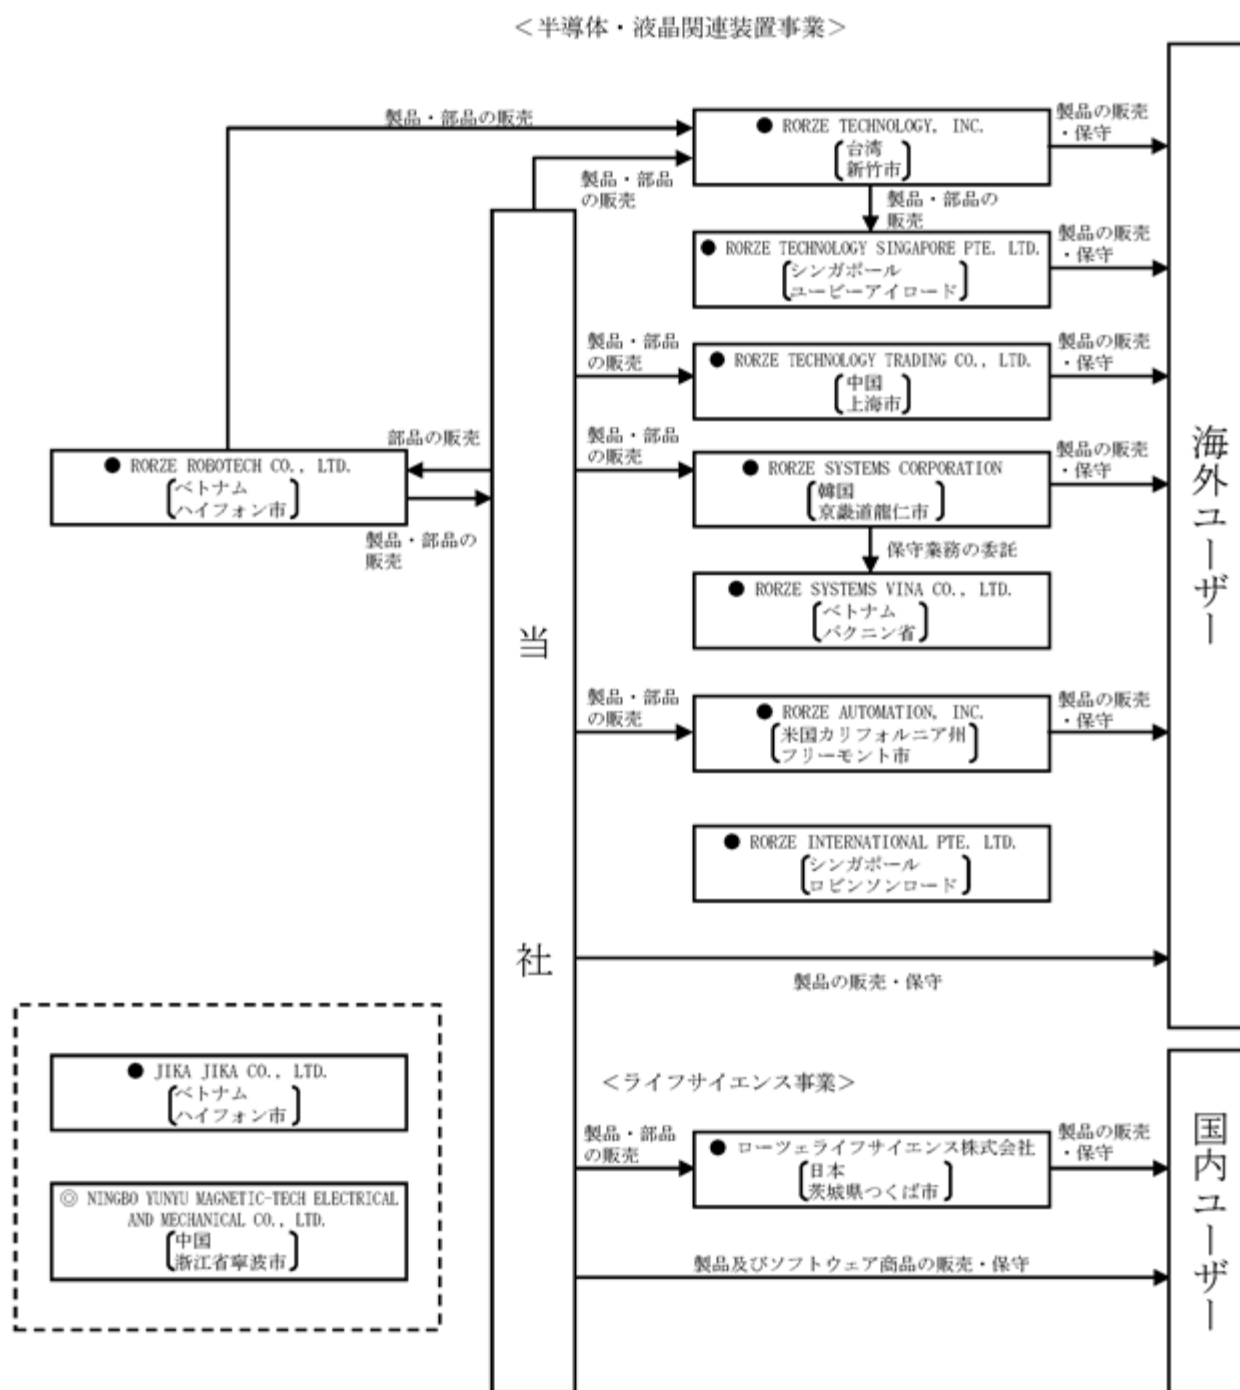 ＜半導体・液晶関連装置事業＞
製品・部品の販売
● RORZE TECHNOLOGY, INC.
台湾
新竹市
製品の販売
・保守
製品・部品
の販売
製品・部品の
販売
● RORZE TECHNOLOGY SINGAPORE PTE. LTD.
シンガポール
ユービーアイロード
製品の販売
・保守
製品・部品
の販売
● RORZE TECHNOLOGY TRADING CO., LTD.
中国
上海市
製品の販売
・保守
部品の販売
● RORZE ROBOTECH CO., LTD.
ベトナム
ハイフォン市
製品・部品の
販売
製品・部品
の販売
● RORZE SYSTEMS CORPORATION
韓国
京畿道龍仁市
製品の販売
・保守
保守業務の委託
● RORZE SYSTEMS VINA CO., LTD.
ベトナム
バクニン省
製品・部品
の販売
● RORZE AUTOMATION, INC.
米国カリフォルニア州
フリーモント市
製品の販売
・保守
● RORZE INTERNATIONAL PTE. LTD.
シンガポール
ロビンソンロード
当社
製品の販売・保守
海外ユーザー
● JIKA JIKA CO., LTD.
ベトナム
ハイフォン市
◎ NINGBO YUNYU MAGNETIC-TECH ELECTRICAL
AND MECHANICAL CO., LTD.
中国
浙江省寧波市
＜ライフサイエンス事業＞
製品・部品
の販売
● ローツェライフサイエンス株式会社
日本
茨城県つくば市
製品の販売
・保守
製品及びソフトウェア商品の販売・保守
国内ユーザー